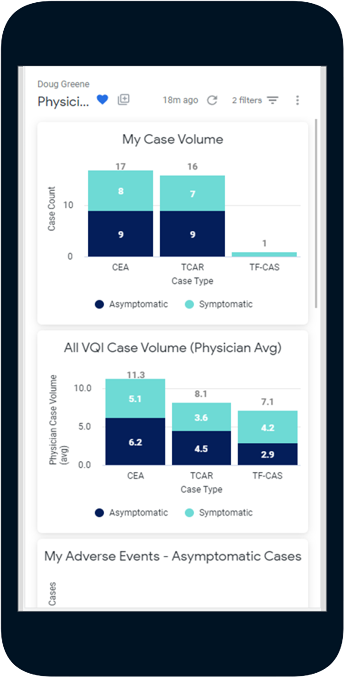 Doug Greene
Physici...
18m ago
2 filters
My Case Volume
Case Count
10
0
17
8
9
16
7
9
1
CEA
TCAR
TF-CAS
Case Type
Asymptomatic
Symptomatic
All VQI Case Volume (Physician Avg)
Physician Case Volume
(avg)
10.0
5.0
0.0
11.3
5.1
6.2
8.1
3.6
4.5
7.1
4.2
2.9
CEA
TCAR
TF-CAS
Case Type
Asymptomatic
Symptomatic
My Adverse Events - Asymptomatic Cases
Cases